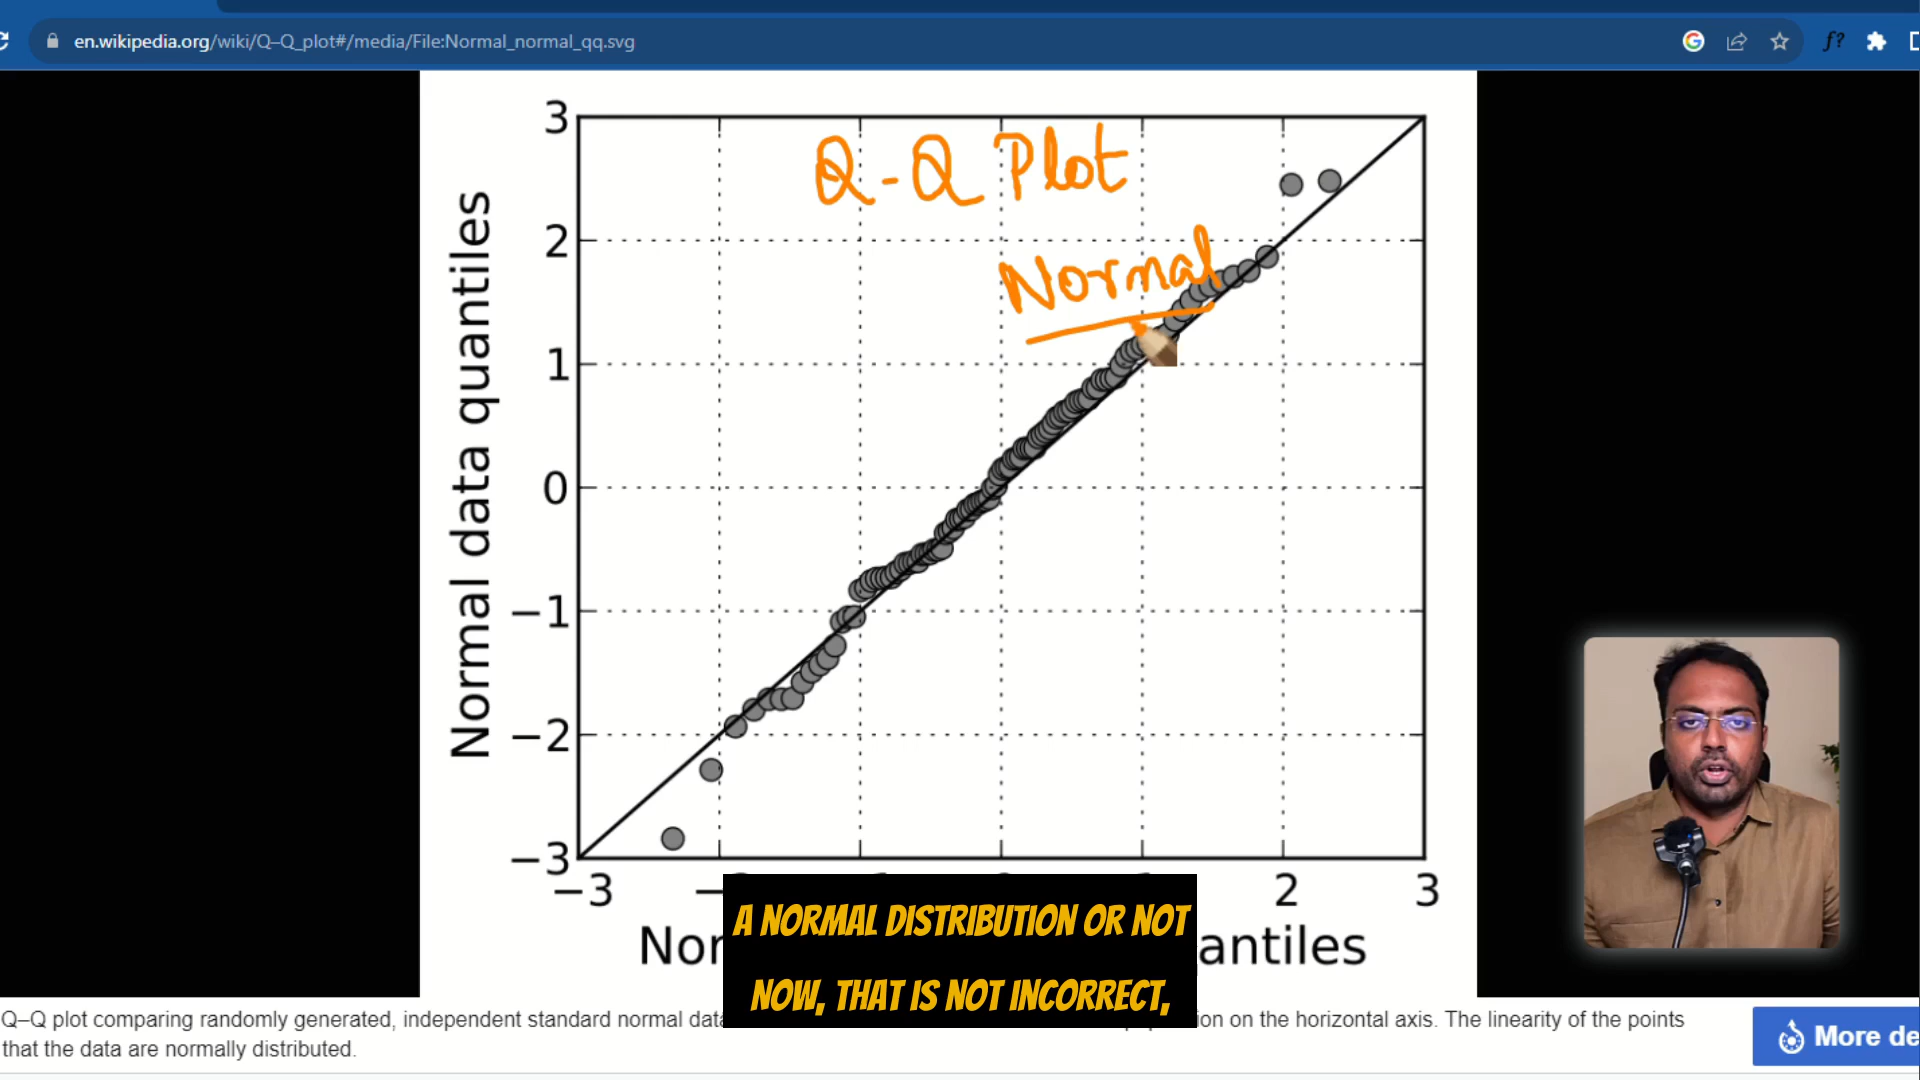 en.wikipedia.org/wiki/Q–Q_plot#/media/File:Normal_normal_qq.svg
f?
Q-Q Plot
Normal
Normal data quantiles
3
2
1
0
−1
−2
−3
−3
2
3
antiles
A NORMAL DISTRIBUTION OR NOT
NOW, THAT IS NOT INCORRECT,
Q–Q plot comparing randomly generated, independent standard normal
on the horizontal axis. The linearity of the points
that the data are normally distributed.
More de